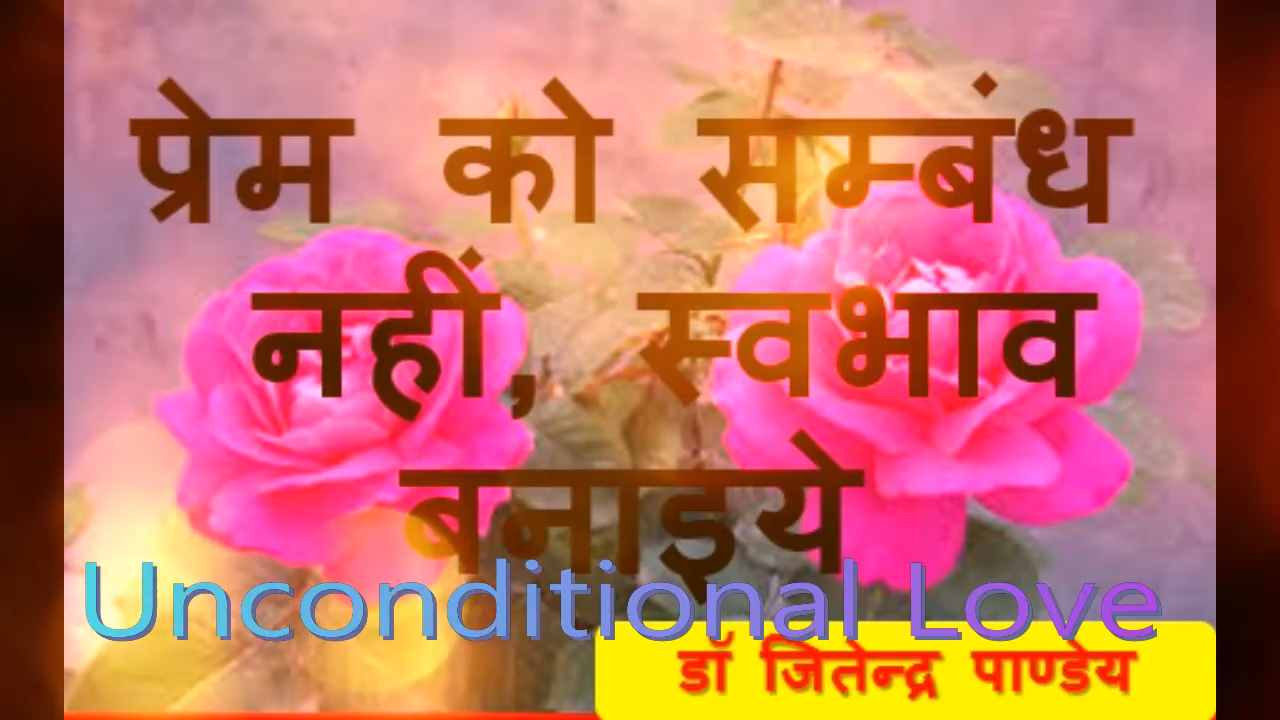 प्रेम को सम्बंध
नहीं, स्वभाव
बनाइये
Unconditional Love
डॉ जितेन्द्र पाण्डेय